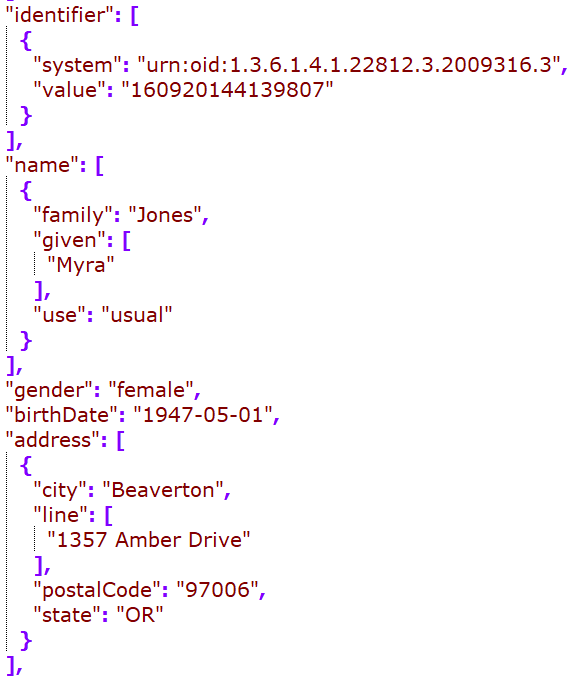 "identifier": [
{
"system": "urn:oid:1.3.6.1.4.1.22812.3.2009316.3",
"value": "160920144139807"
}
],
"name": [
{
"family": "Jones",
"given": [
"Myra"
],
"use": "usual"
}
],
"gender": "female",
"birthDate": "1947-05-01",
"address": [
{
"city": "Beaverton",
"line": [
"1357 Amber Drive"
],
"postalCode": "97006",
"state": "OR"
}
],